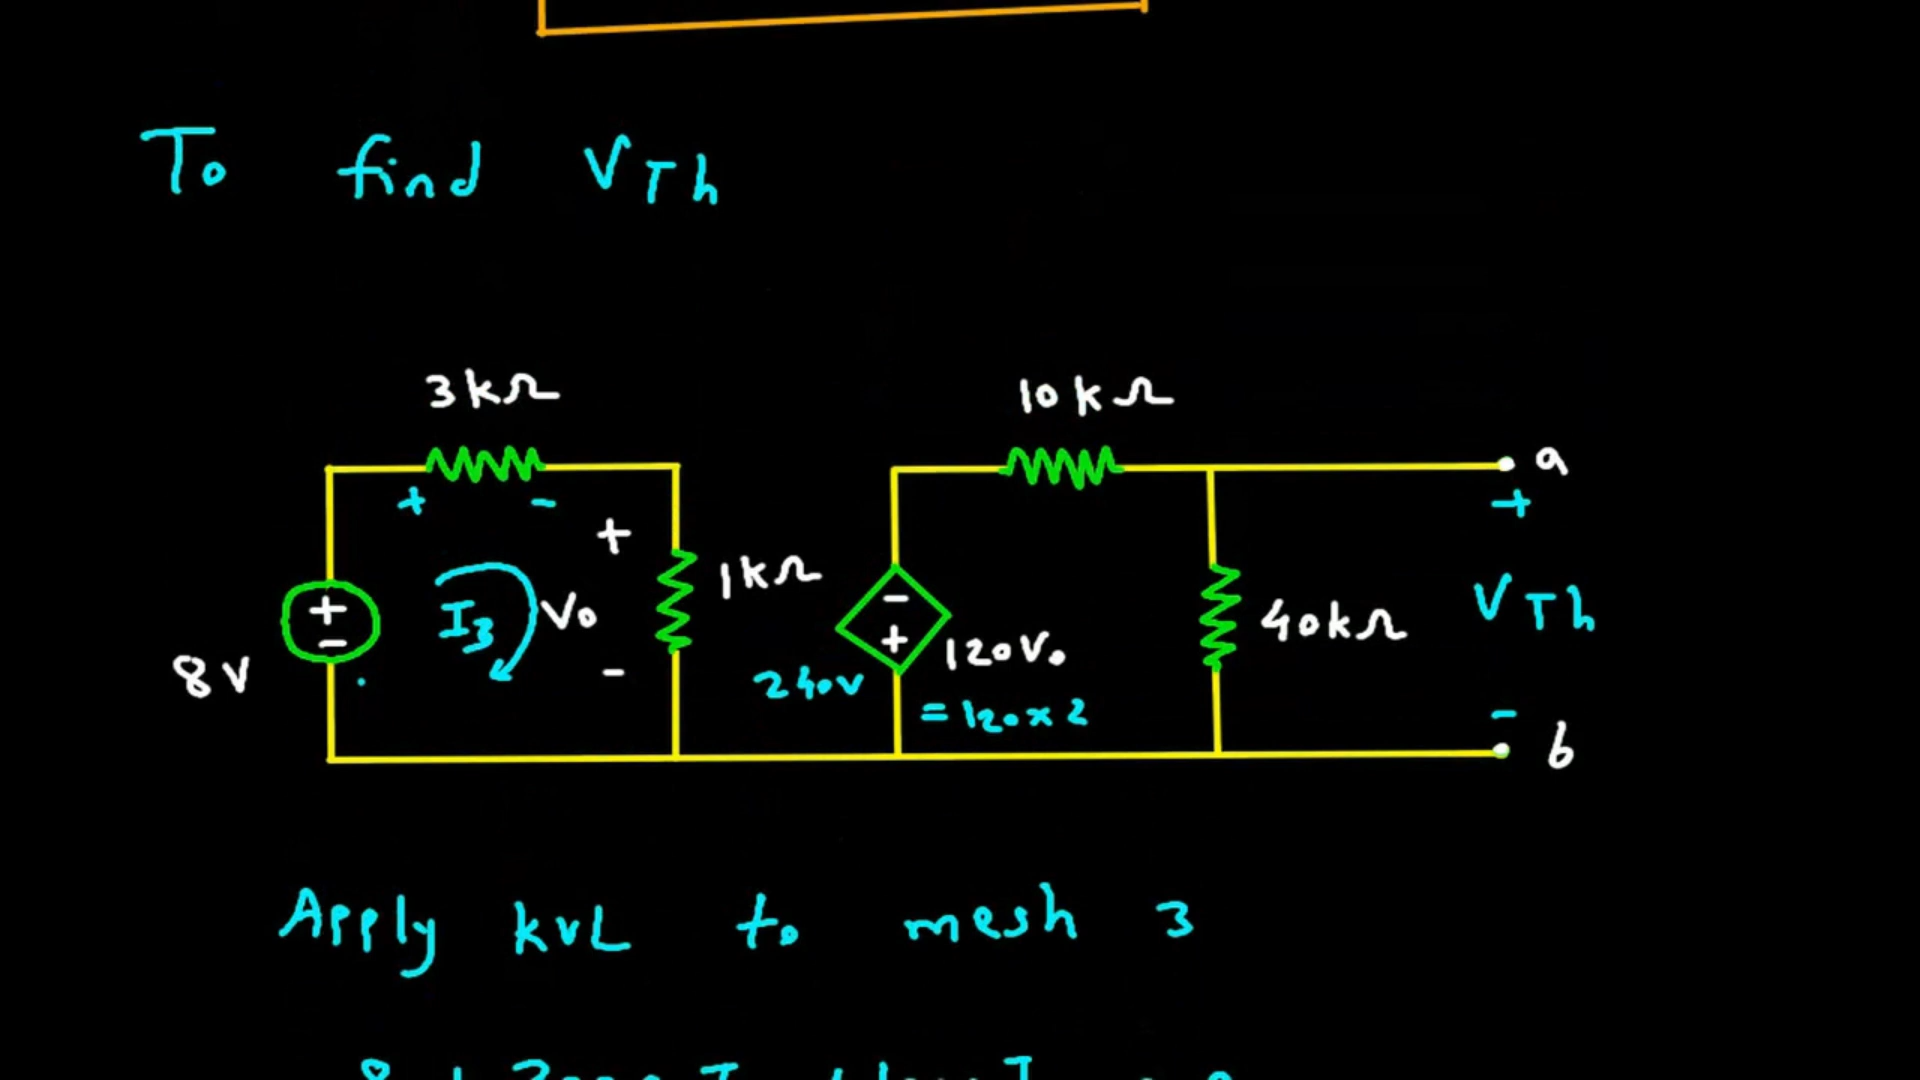 To find VTh
3kΩ
10kΩ
a
+ -
+
+
1kΩ
+
-
I3
Vo
-
+
120Vo
40kΩ
VTh
8V
-
240V
= 120 x 2
-
b
Apply KVL to mesh 3